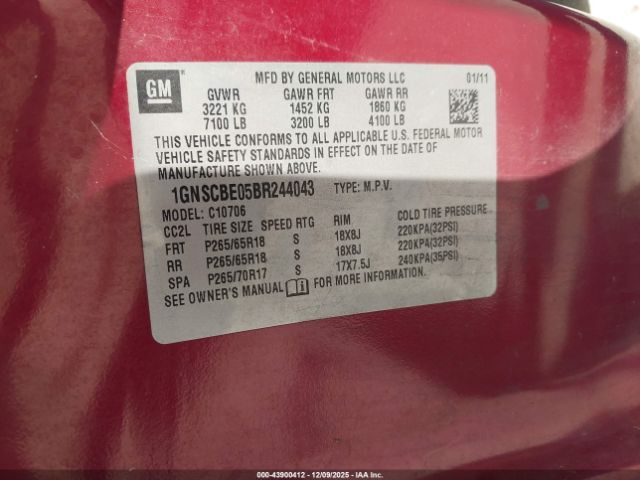 GM
MFD BY GENERAL MOTORS LLC 01/11
GVWR GAWR FRT GAWR RR
3221 KG 1452 KG 1860 KG
7100 LB 3200 LB 4100 LB
THIS VEHICLE CONFORMS TO ALL APPLICABLE U.S. FEDERAL MOTOR
VEHICLE SAFETY STANDARDS IN EFFECT ON THE DATE OF
MANUFACTURE SHOWN ABOVE.
1GNSCBE05BR244043 TYPE: M.P.V.
MODEL: C10706
CC2L TIRE SIZE SPEED RTG RIM COLD TIRE PRESSURE
FRT P265/65R18 S 18X8J 220KPA(32PSI)
RR P265/65R18 S 18X8J 220KPA(32PSI)
SPA P265/70R17 S 17X7.5J 240KPA(35PSI)
SEE OWNER'S MANUAL FOR MORE INFORMATION.
000-43900412 - 12/09/2025 - IAAI.COM